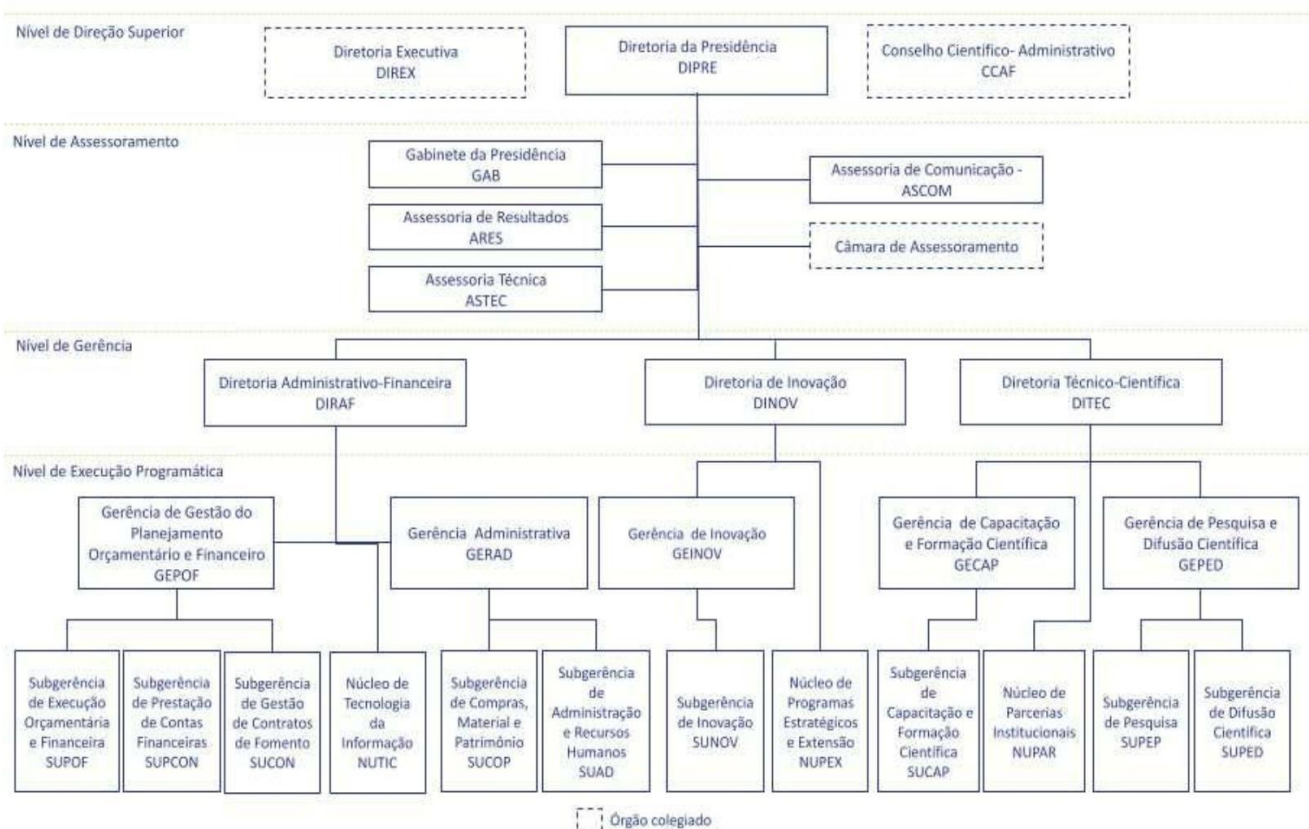 Nível de Direção Superior
Diretoria Executiva
DIREX
Diretoria da Presidência
DIPRE
Conselho Científico- Administrativo
CCAF
Nível de Assessoramento
Gabinete da Presidência
GAB
Assessoria de Comunicação -
ASCOM
Assessoria de Resultados
ARES
Câmara de Assessoramento
Assessoria Técnica
ASTEC
Nível de Gerência
Diretoria Administrativo-Financeira
DIRAF
Diretoria de Inovação
DINOV
Diretoria Técnico-Científica
DITEC
Nível de Execução Programática
Gerência de Gestão do
Planejamento
Orçamentário e Financeiro
GEPOF
Gerência Administrativa
GERAD
Gerência de Inovação
GEINOV
Gerência de Capacitação
e Formação Científica
GECAP
Gerência de Pesquisa e
Difusão Científica
GEPED
Subgerência
de Execução
Orçamentária
e Financeira
SUPOF
Subgerência
de Prestação
de Contas
Financeiras
SUPCON
Subgerência
de Gestão
de Contratos
de Fomento
SUCON
Núcleo de
Tecnologia
da
Informação
NUTIC
Subgerência
de Compras,
Material e
Patrimônio
SUCOP
Subgerência
de
Administração
e Recursos
Humanos
SUAD
Subgerência
de Inovação
SUNOV
Núcleo de
Programas
Estratégicos
e Extensão
NUPEX
Subgerência
de
Capacitação e
Formação
Científica
SUCAP
Núcleo de
Parcerias
Institucionais
NUPAR
Subgerência
de Pesquisa
SUPEP
Subgerência
de Difusão
Científica
SUPED
Órgão colegiado